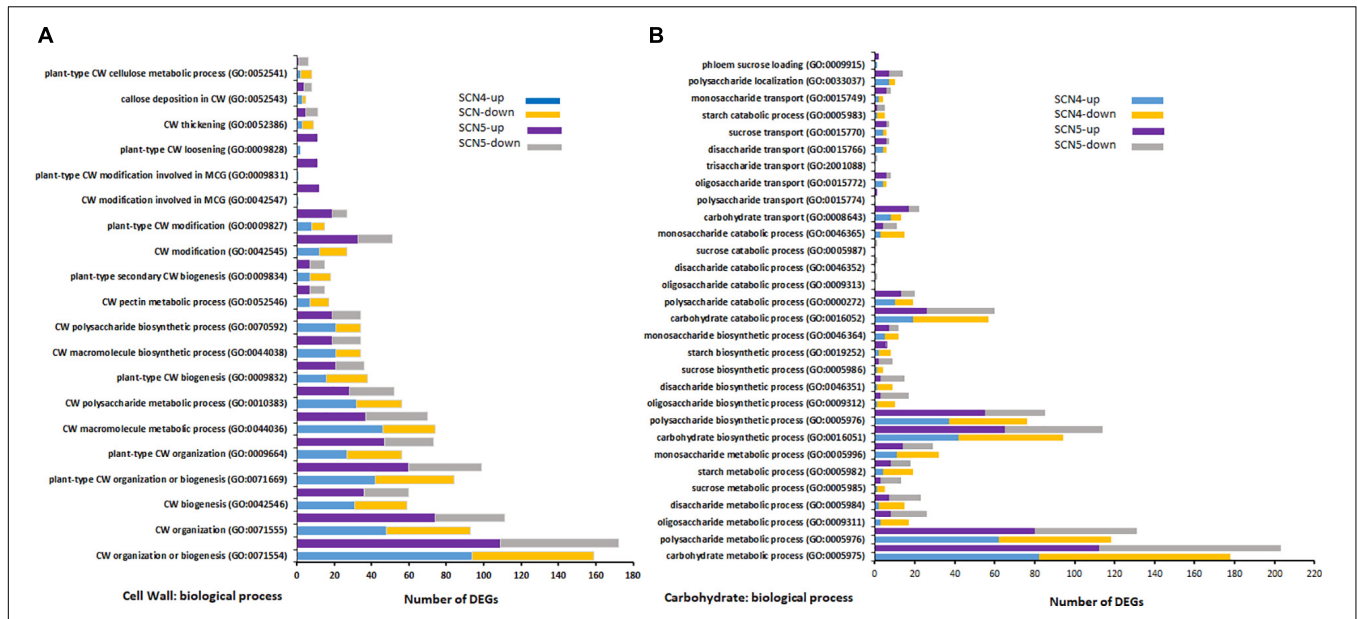 A
plant-type CW cellulose metabolic process (GO:0052541)
callose deposition in CW (GO:0052543)
CW thickening (GO:0052386)
plant-type CW loosening (GO:0009828)
plant-type CW modification involved in MCG (GO:0009831)
CW modification involved in MCG (GO:0042547)
plant-type CW modification (GO:0009827)
CW modification (GO:0042545)
plant-type secondary CW biogenesis (GO:0009834)
CW pectin metabolic process (GO:0052546)
CW polysaccharide biosynthetic process (GO:0070592)
CW macromolecule biosynthetic process (GO:0044038)
plant-type CW biogenesis (GO:0009832)
CW polysaccharide metabolic process (GO:0010383)
CW macromolecule metabolic process (GO:0044036)
plant-type CW organization (GO:0009664)
plant-type CW organization or biogenesis (GO:0071669)
CW biogenesis (GO:0042546)
CW organization (GO:0071555)
CW organization or biogenesis (GO:0071554)
0 20 40 60 80 100 120 140 160 180
SCN4-up
SCN-down
SCN5-up
SCN5-down
Cell Wall: biological process
Number of DEGs
B
phloem sucrose loading (GO:0009915)
polysaccharide localization (GO:0033037)
monosaccharide transport (GO:0015749)
starch catabolic process (GO:0005983)
sucrose transport (GO:0015770)
disaccharide transport (GO:0015766)
trisaccharide transport (GO:2001088)
oligosaccharide transport (GO:0015772)
polysaccharide transport (GO:0015774)
carbohydrate transport (GO:0008643)
monosaccharide catabolic process (GO:0046365)
sucrose catabolic process (GO:0005987)
disaccharide catabolic process (GO:0046352)
oligosaccharide catabolic process (GO:0009313)
polysaccharide catabolic process (GO:0000272)
carbohydrate catabolic process (GO:0016052)
monosaccharide biosynthetic process (GO:0046364)
starch biosynthetic process (GO:0019252)
sucrose biosynthetic process (GO:0005986)
disaccharide biosynthetic process (GO:0046351)
oligosaccharide biosynthetic process (GO:0009312)
polysaccharide biosynthetic process (GO:0005976)
carbohydrate biosynthetic process (GO:0016051)
monosaccharide metabolic process (GO:0005996)
starch metabolic process (GO:0005982)
sucrose metabolic process (GO:0005985)
disaccharide metabolic process (GO:0005984)
oligosaccharide metabolic process (GO:0009311)
polysaccharide metabolic process (GO:0005976)
carbohydrate metabolic process (GO:0005975)
0 20 40 60 80 100 120 140 160 180 200 220
SCN4-up
SCN4-down
SCN5-up
SCN5-down
Carbohydrate: biological process
Number of DEGs